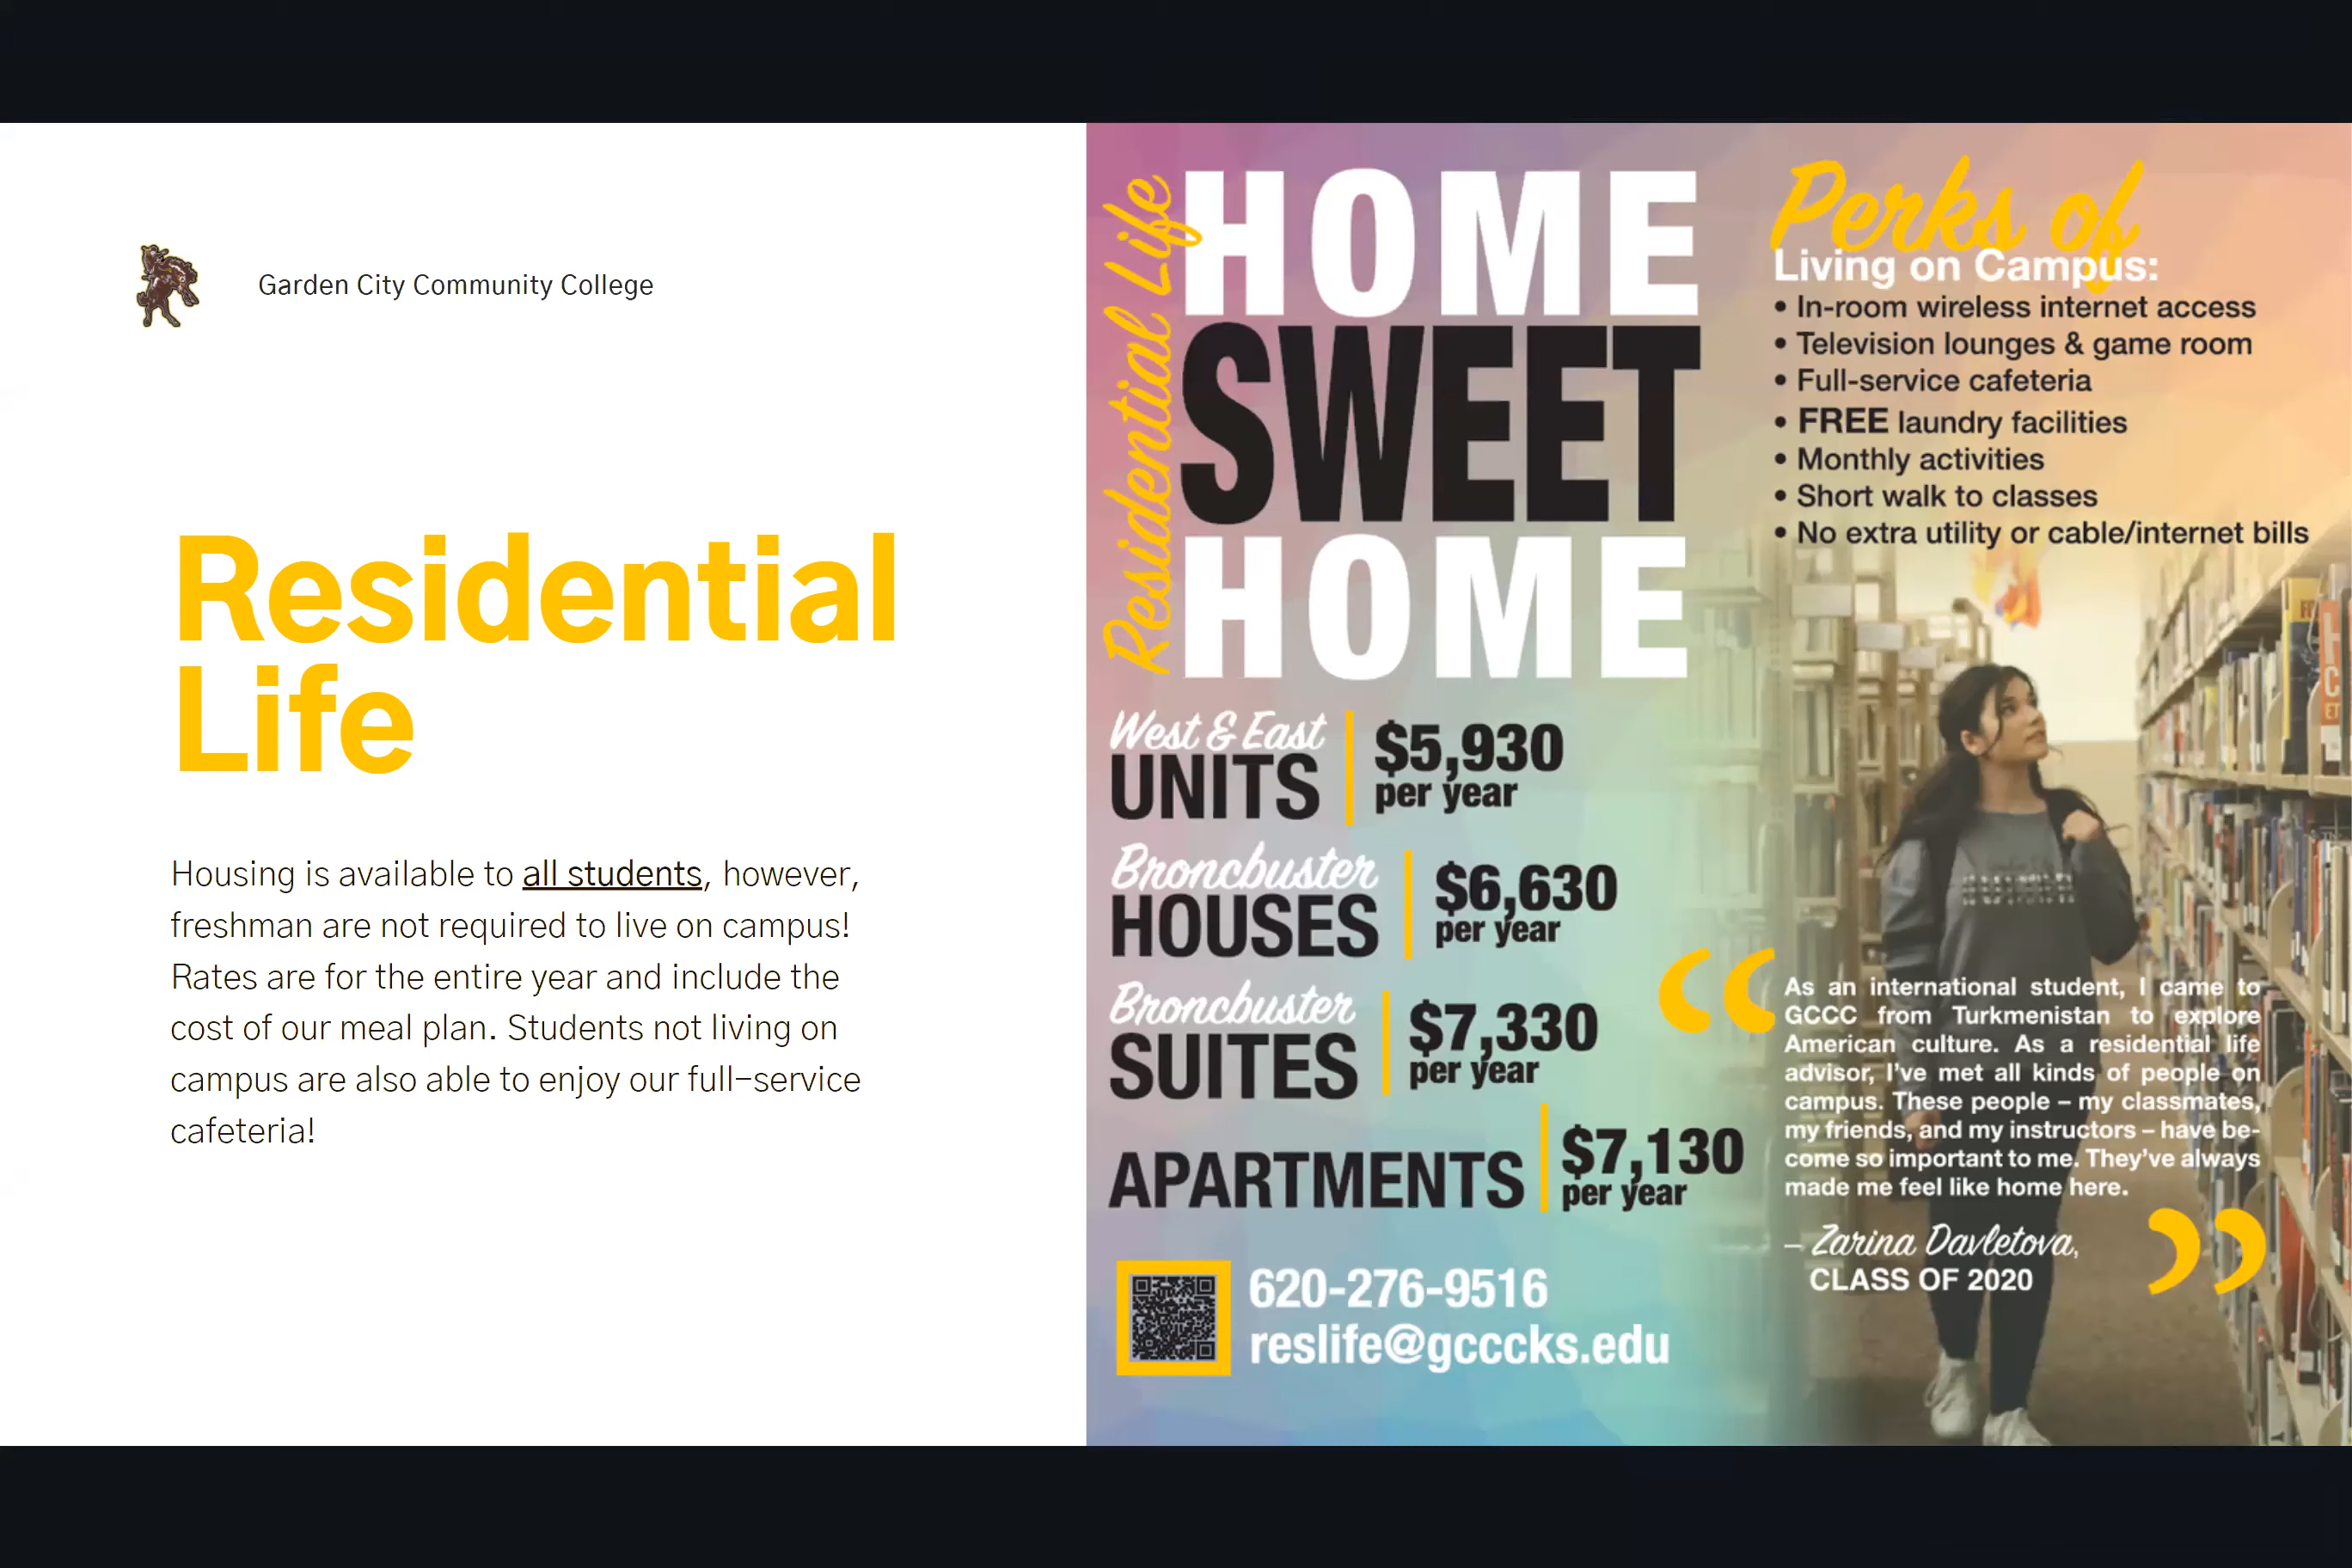 Garden City Community College
Residential
Life
Housing is available to all students, however,
freshman are not required to live on campus!
Rates are for the entire year and include the
cost of our meal plan. Students not living on
campus are also able to enjoy our full-service
cafeteria!
Residential Life
HOME
SWEET
HOME
West & East
UNITS
$5,930
per year
Broncbuster
HOUSES
$6,630
per year
Broncbuster
SUITES
$7,330
per year
APARTMENTS
$7,130
per year
620-276-9516
reslife@gcccks.edu
Perks of
Living on Campus:
• In-room wireless internet access
• Television lounges & game room
• Full-service cafeteria
• FREE laundry facilities
• Monthly activities
• Short walk to classes
• No extra utility or cable/internet bills
“
As an international student, I came to
GCCC from Turkmenistan to explore
American culture. As a residential life
advisor, I've met all kinds of people on
campus. These people – my classmates,
my friends, and my instructors – have be-
come so important to me. They've always
made me feel like home here.
”
– Zarina Davletova,
CLASS OF 2020